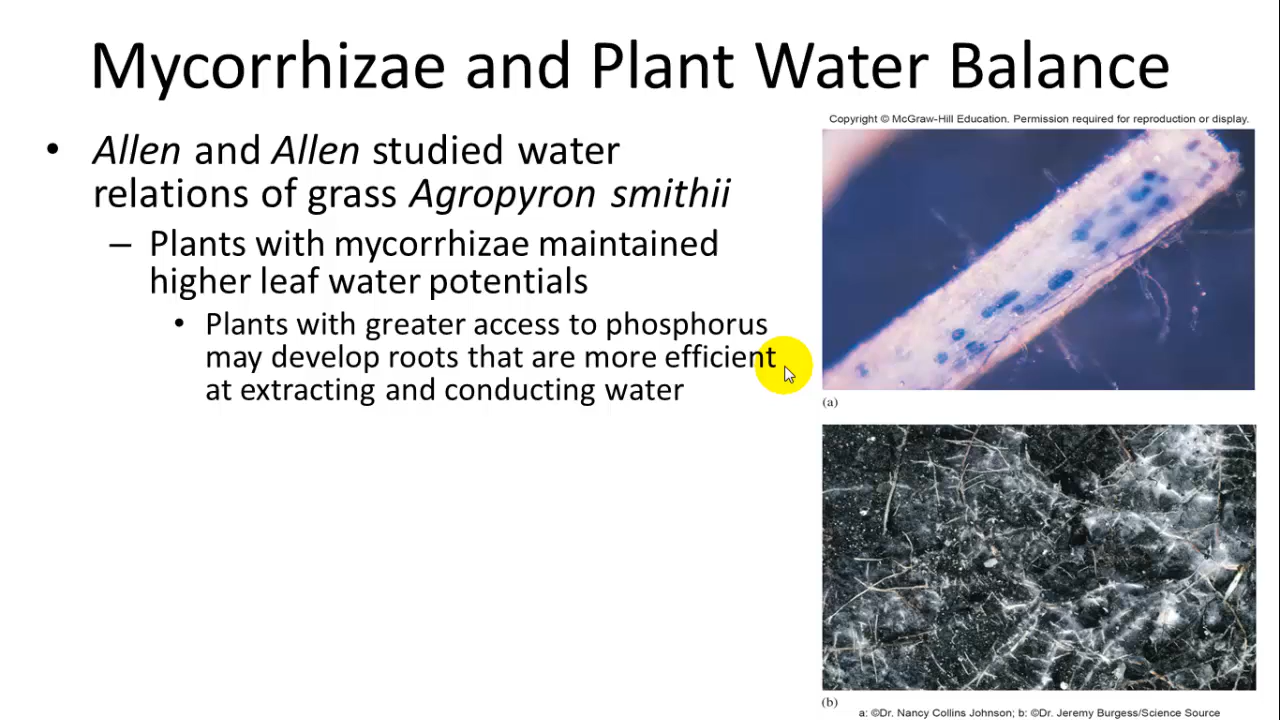 Mycorrhizae and Plant Water Balance
• Allen and Allen studied water
relations of grass Agropyron smithii
– Plants with mycorrhizae maintained
higher leaf water potentials
• Plants with greater access to phosphorus
may develop roots that are more efficient
at extracting and conducting water
Copyright © McGraw-Hill Education. Permission required for reproduction or display.
(a)
(b)
a: ©Dr. Nancy Collins Johnson; b: ©Dr. Jeremy Burgess/Science Source